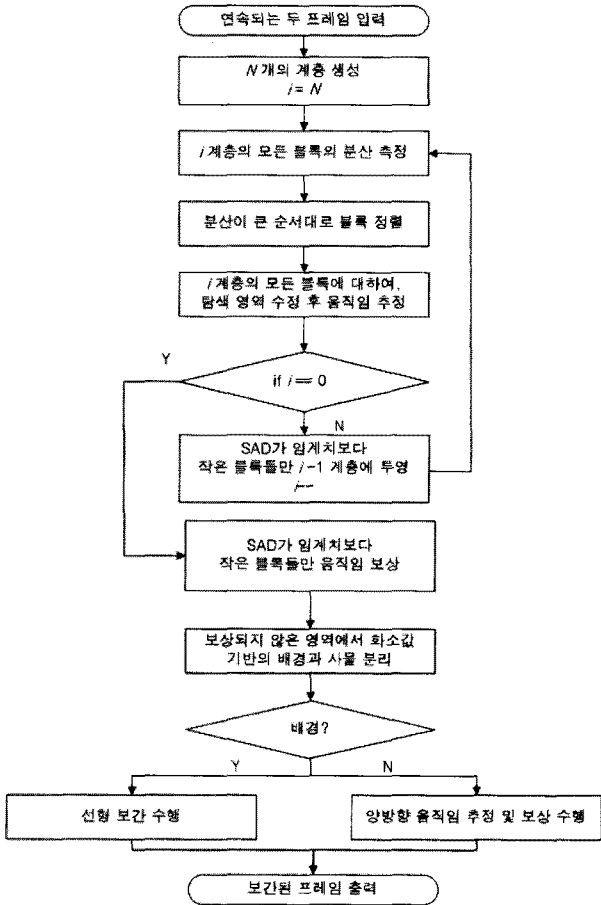 연속되는 두 프레임 입력
N개의 계층 생성
i = N
i 계층의 모든 블록의 분산 측정
분산이 큰 순서대로 블록 정렬
i 계층의 모든 블록에 대하여,
탐색 영역 수정 후 움직임 추정
Y
if i == 0
N
SAD가 임계치보다
작은 블록들만 i-1 계층에 투영
i--
SAD가 임계치보다
작은 블록들만 움직임 보상
보상되지 않은 영역에서 화소값
기반의 배경과 사물 분리
배경?
Y
N
선형 보간 수행
양방향 움직임 추정 및 보상 수행
보간된 프레임 출력